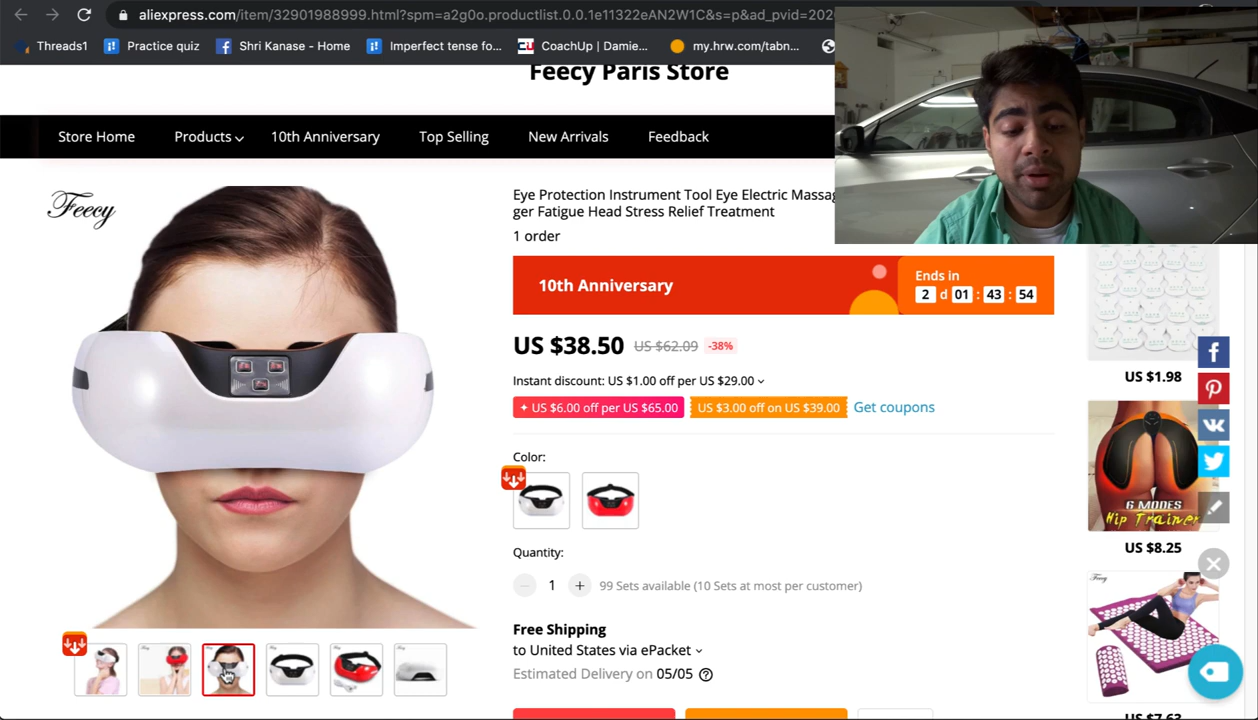 aliexpress.com/item/32901988999.html?spm=a2g0o.productlist.0.0.1e11322eAN2W1C&s=p&ad_pvid=202
Threads1
Practice quiz
Shri Kanase - Home
Imperfect tense fo...
CoachUp | Damie...
my.hrw.com/tabn...
Feecy Paris Store
Store Home
Products
10th Anniversary
Top Selling
New Arrivals
Feedback
Feecy
Eye Protection Instrument Tool Eye Electric Massa
ger Fatigue Head Stress Relief Treatment
1 order
10th Anniversary
Ends in
2 d 01 : 43 : 54
US $38.50 US $62.09 -38%
Instant discount: US $1.00 off per US $29.00
US $6.00 off per US $65.00
US $3.00 off on US $39.00
Get coupons
Color:
Quantity:
1
99 Sets available (10 Sets at most per customer)
Free Shipping
to United States via ePacket
Estimated Delivery on 05/05
US $1.98
6 MODES
Hip Trainer
US $8.25
Feecy
US $7.63